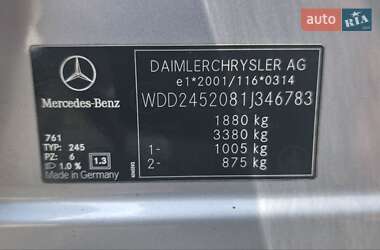 auto RIA
DAIMLERCHRYSLER AG
e1*2001/116*0314
WDD2452081J346783
Mercedes-Benz
1880 kg
3380 kg
1- 1005 kg
2- 875 kg
761
TYP: 245
PZ: 6
1.0 % 1.3
Made in Germany